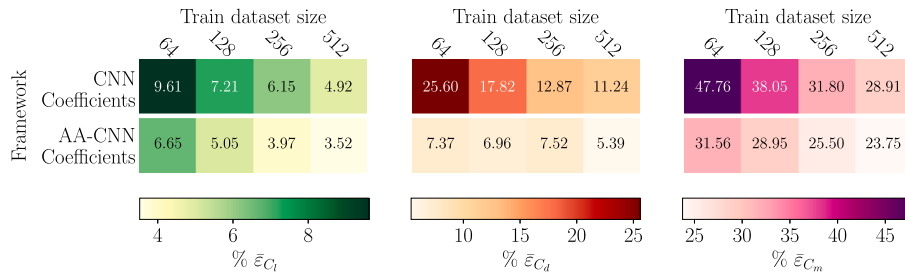 Train dataset size
64 128 256 512
Framework
CNN
Coefficients
9.61 7.21 6.15 4.92
AA-CNN
Coefficients
6.65 5.05 3.97 3.52
4 6 8
% ε̄_{C_l}
Train dataset size
64 128 256 512
25.60 17.82 12.87 11.24
7.37 6.96 7.52 5.39
10 15 20 25
% ε̄_{C_d}
Train dataset size
64 128 256 512
47.76 38.05 31.80 28.91
31.56 28.95 25.50 23.75
25 30 35 40 45
% ε̄_{C_m}